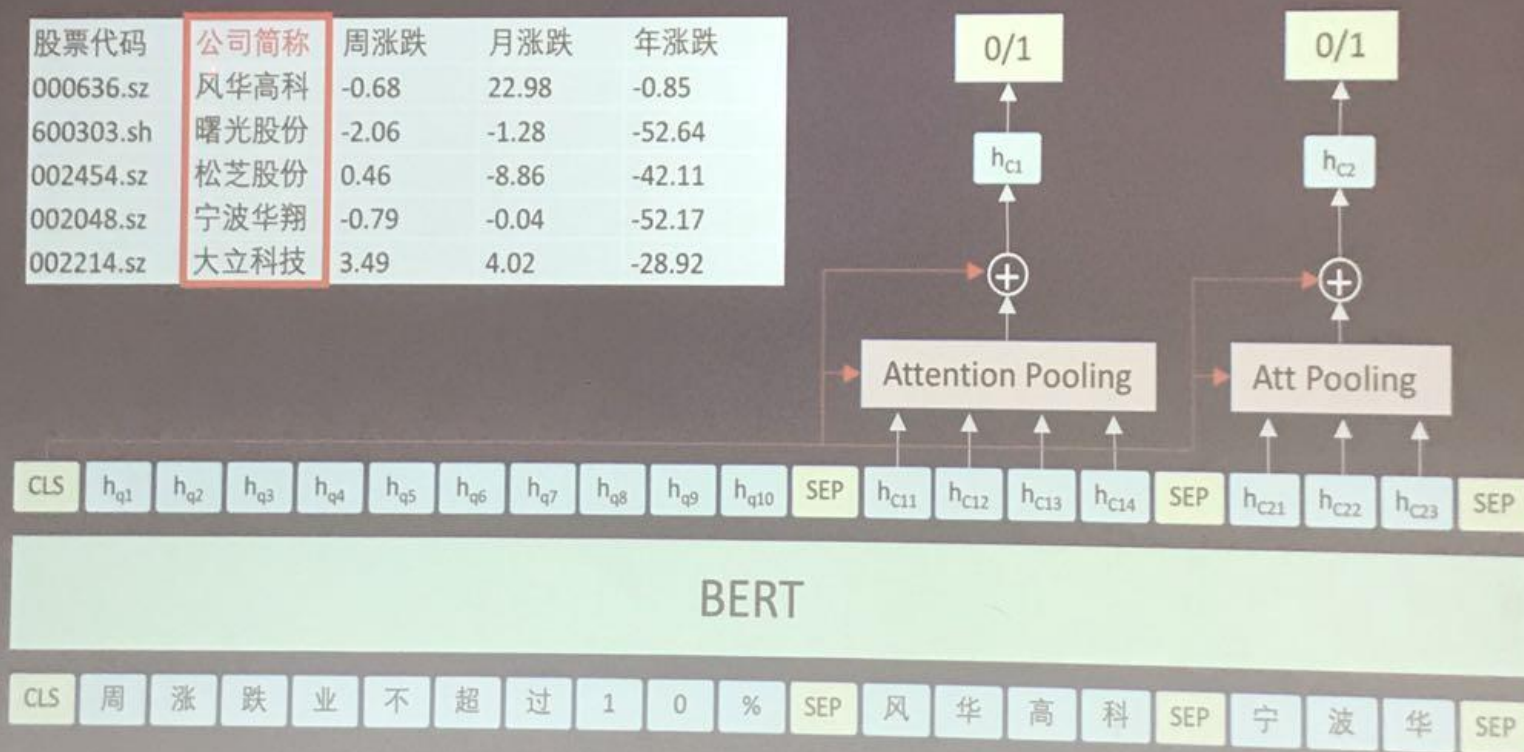 股票代码 公司简称 周涨跌 月涨跌 年涨跌
000636.sz 风华高科 -0.68 22.98 -0.85
600303.sh 曙光股份 -2.06 -1.28 -52.64
002454.sz 松芝股份 0.46 -8.86 -42.11
002048.sz 宁波华翔 -0.79 -0.04 -52.17
002214.sz 大立科技 3.49 4.02 -28.92
0/1 0/1
hC1 hC2
Attention Pooling Att Pooling
CLS hq1 hq2 hq3 hq4 hq5 hq6 hq7 hq8 hq9 hq10 SEP hC11 hC12 hC13 hC14 SEP hC21 hC22 hC23 SEP
BERT
CLS 周 涨 跌 业 不 超 过 1 0 % SEP 风 华 高 科 SEP 宁 波 华 SEP